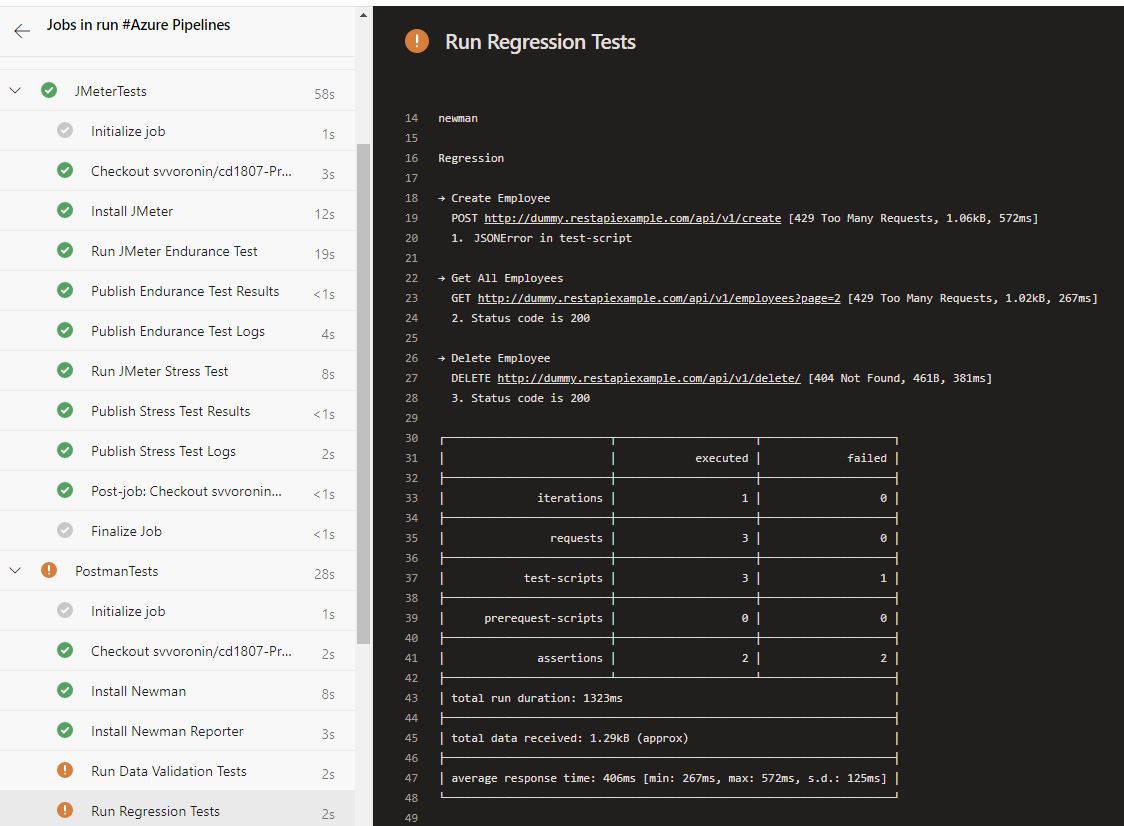 Jobs in run #Azure Pipelines
JMeterTests 58s
Initialize job 1s
Checkout svvoronin/cd1807-Pr... 3s
Install JMeter 12s
Run JMeter Endurance Test 19s
Publish Endurance Test Results <1s
Publish Endurance Test Logs 4s
Run JMeter Stress Test 8s
Publish Stress Test Results <1s
Publish Stress Test Logs 2s
Post-job: Checkout svvoronin... <1s
Finalize Job <1s
PostmanTests 28s
Initialize job 1s
Checkout svvoronin/cd1807-Pr... 2s
Install Newman 8s
Install Newman Reporter 3s
Run Data Validation Tests 2s
Run Regression Tests 2s
Run Regression Tests
14 newman
15
16 Regression
17
18 → Create Employee
19 POST http://dummy.restapiexample.com/api/v1/create [429 Too Many Requests, 1.06kB, 572ms]
20 1. JSONError in test-script
21
22 → Get All Employees
23 GET http://dummy.restapiexample.com/api/v1/employees?page=2 [429 Too Many Requests, 1.02kB, 267ms]
24 2. Status code is 200
25
26 → Delete Employee
27 DELETE http://dummy.restapiexample.com/api/v1/delete/ [404 Not Found, 461B, 381ms]
28 3. Status code is 200
29
30
31 executed failed
32
33 iterations 1 0
34
35 requests 3 0
36
37 test-scripts 3 1
38
39 prerequest-scripts 0 0
40
41 assertions 2 2
42
43 total run duration: 1323ms
44
45 total data received: 1.29kB (approx)
46
47 average response time: 406ms [min: 267ms, max: 572ms, s.d.: 125ms]
48
49